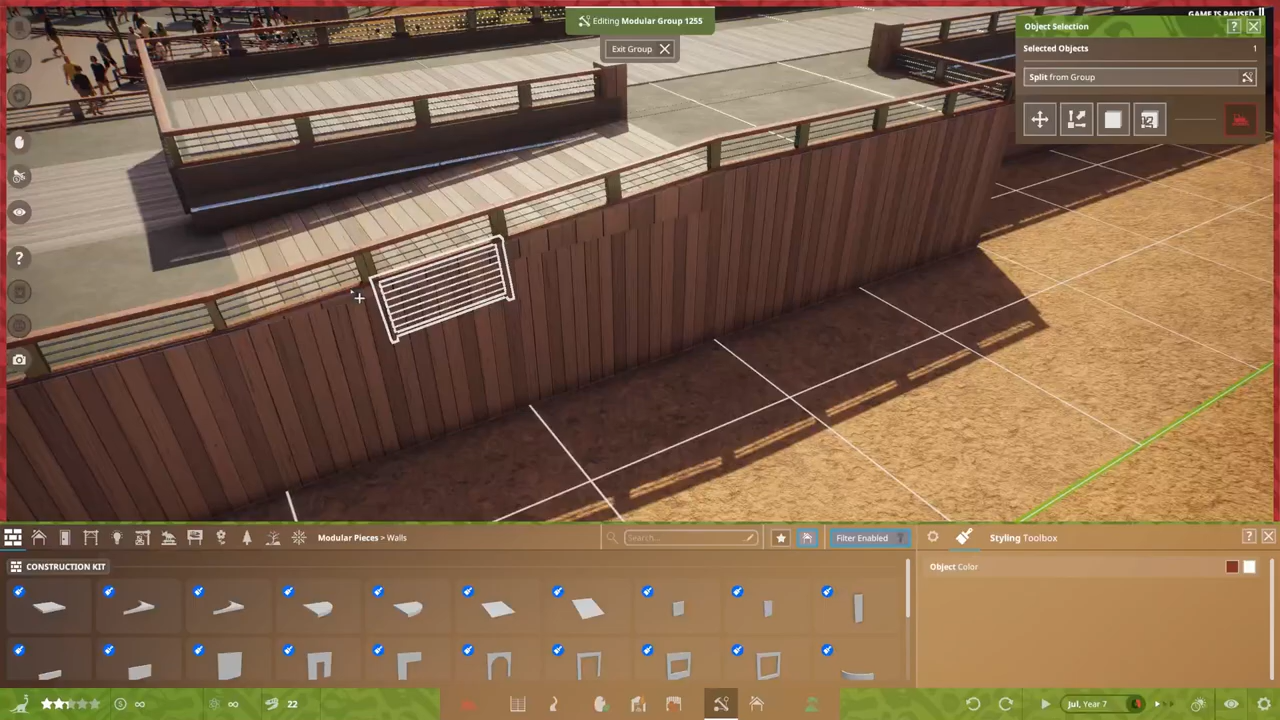 Editing Modular Group 1255
Exit Group
GAME IS PAUSED
Object Selection
?
Selected Objects 1
Split from Group
12
?
Modular Pieces > Walls
Search...
Filter Enabled
Styling Toolbox
?
CONSTRUCTION KIT
Object Color
∞
∞
22
Jul, Year 7